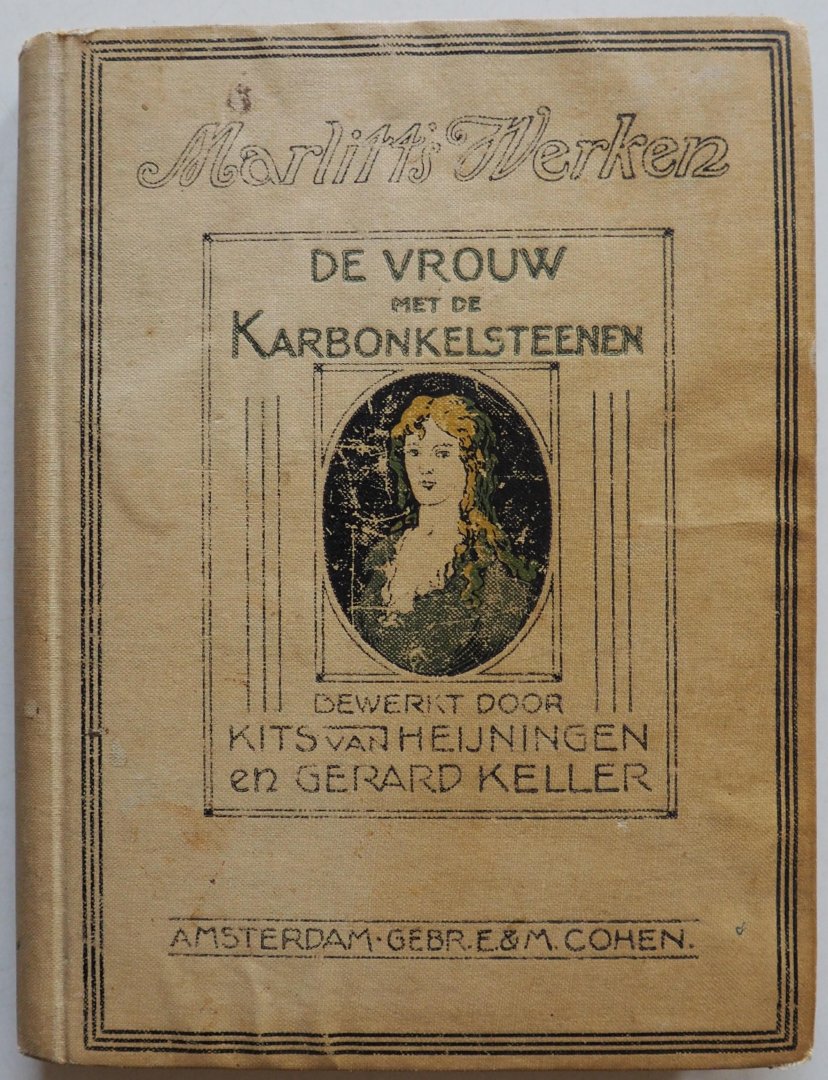 Marlitt's Werken
DE VROUW
MET DE
KARBONKELSTEENEN
BEWERKT DOOR
KITS VAN HEIJNINGEN
en GERARD KELLER
AMSTERDAM · GEBR. E. & M. COHEN.